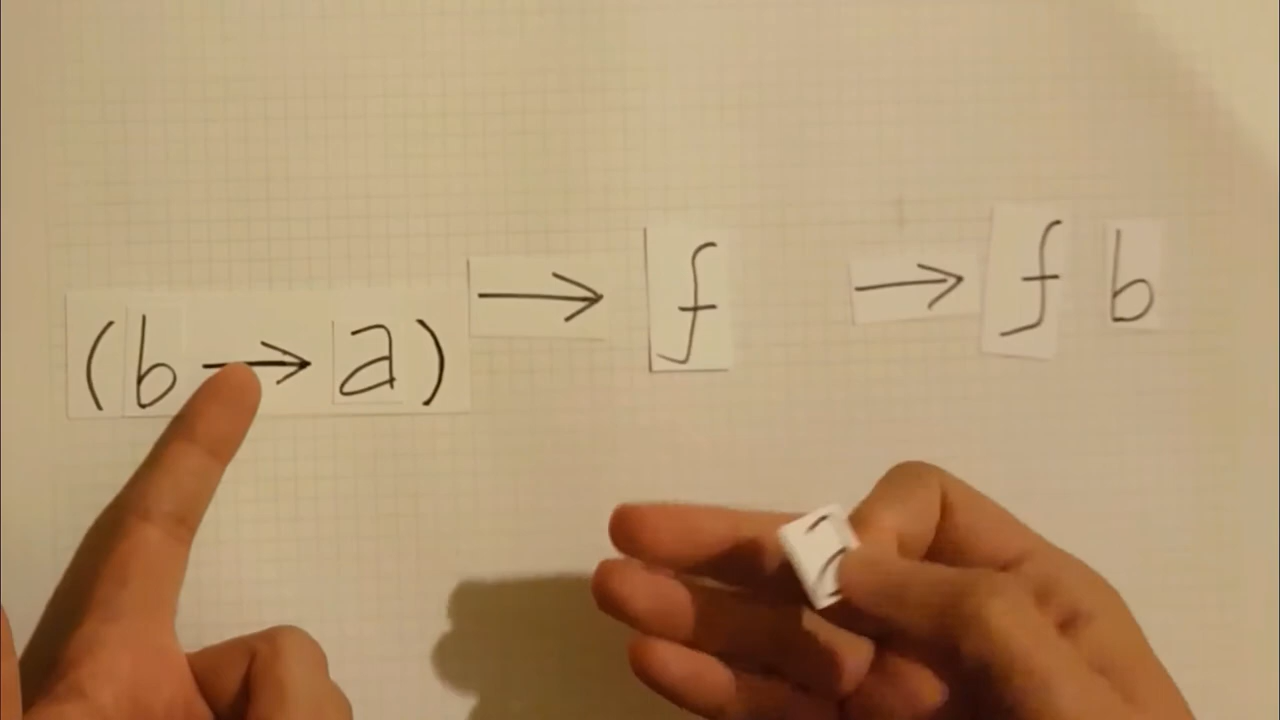 (b → a) → f → f b